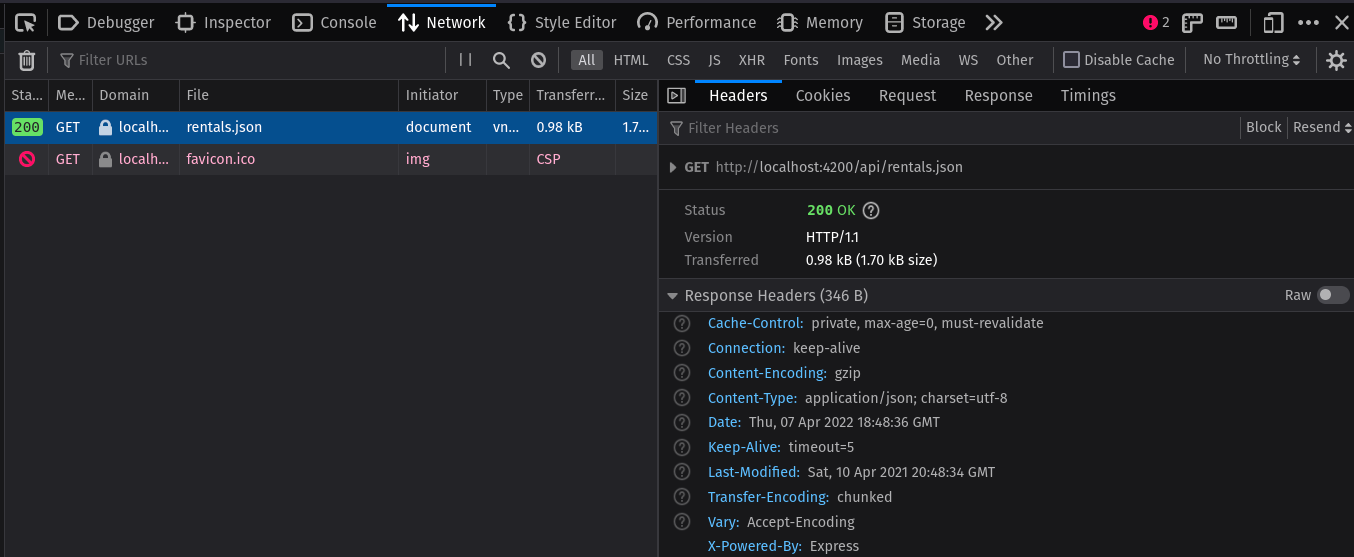 Debugger Inspector Console Network Style Editor Performance Memory Storage 2
Filter URLs All HTML CSS JS XHR Fonts Images Media WS Other Disable Cache No Throttling
Sta... Me... Domain File Initiator Type Transferr... Size
200 GET localh... rentals.json document vn... 0.98 kB 1.7...
GET localh... favicon.ico img CSP
Headers Cookies Request Response Timings
Filter Headers Block Resend
GET http://localhost:4200/api/rentals.json
Status 200 OK
Version HTTP/1.1
Transferred 0.98 kB (1.70 kB size)
Response Headers (346 B) Raw
Cache-Control: private, max-age=0, must-revalidate
Connection: keep-alive
Content-Encoding: gzip
Content-Type: application/json; charset=utf-8
Date: Thu, 07 Apr 2022 18:48:36 GMT
Keep-Alive: timeout=5
Last-Modified: Sat, 10 Apr 2021 20:48:34 GMT
Transfer-Encoding: chunked
Vary: Accept-Encoding
X-Powered-By: Express